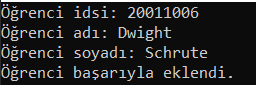 Öğrenci idsi: 20011006
Öğrenci adı: Dwight
Öğrenci soyadı: Schrute
Öğrenci başarıyla eklendi.